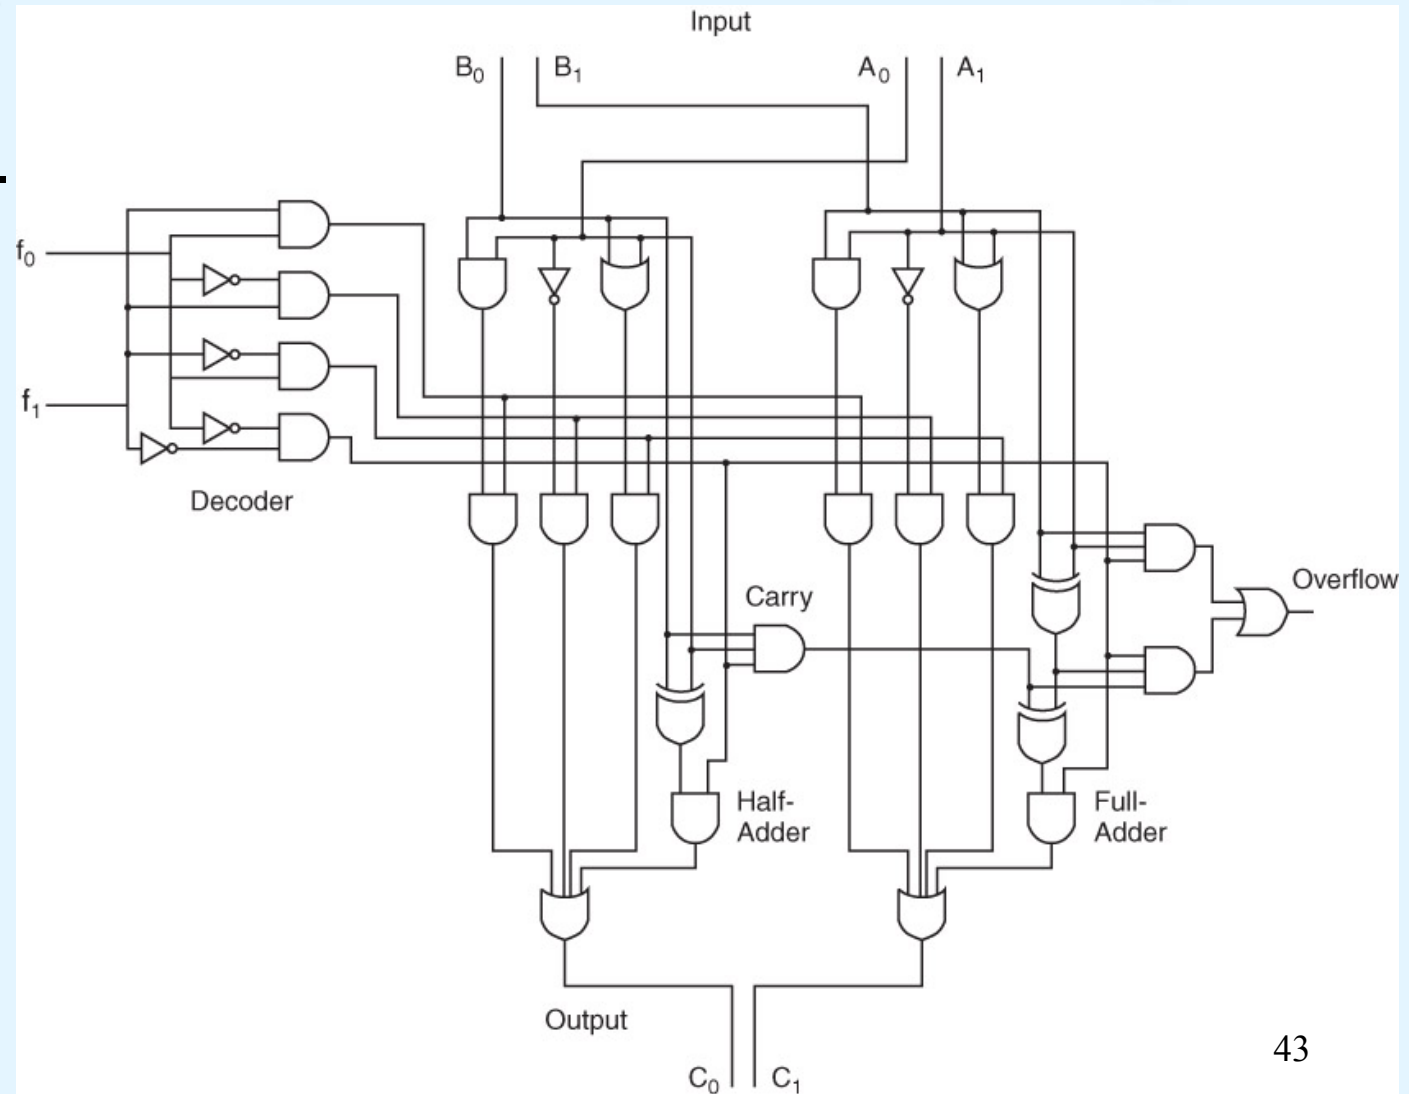 Input
B₀ B₁ A₀ A₁
f₀
f₁
Decoder
Carry
Overflow
Half-
Adder
Full-
Adder
Output
C₀ C₁
43